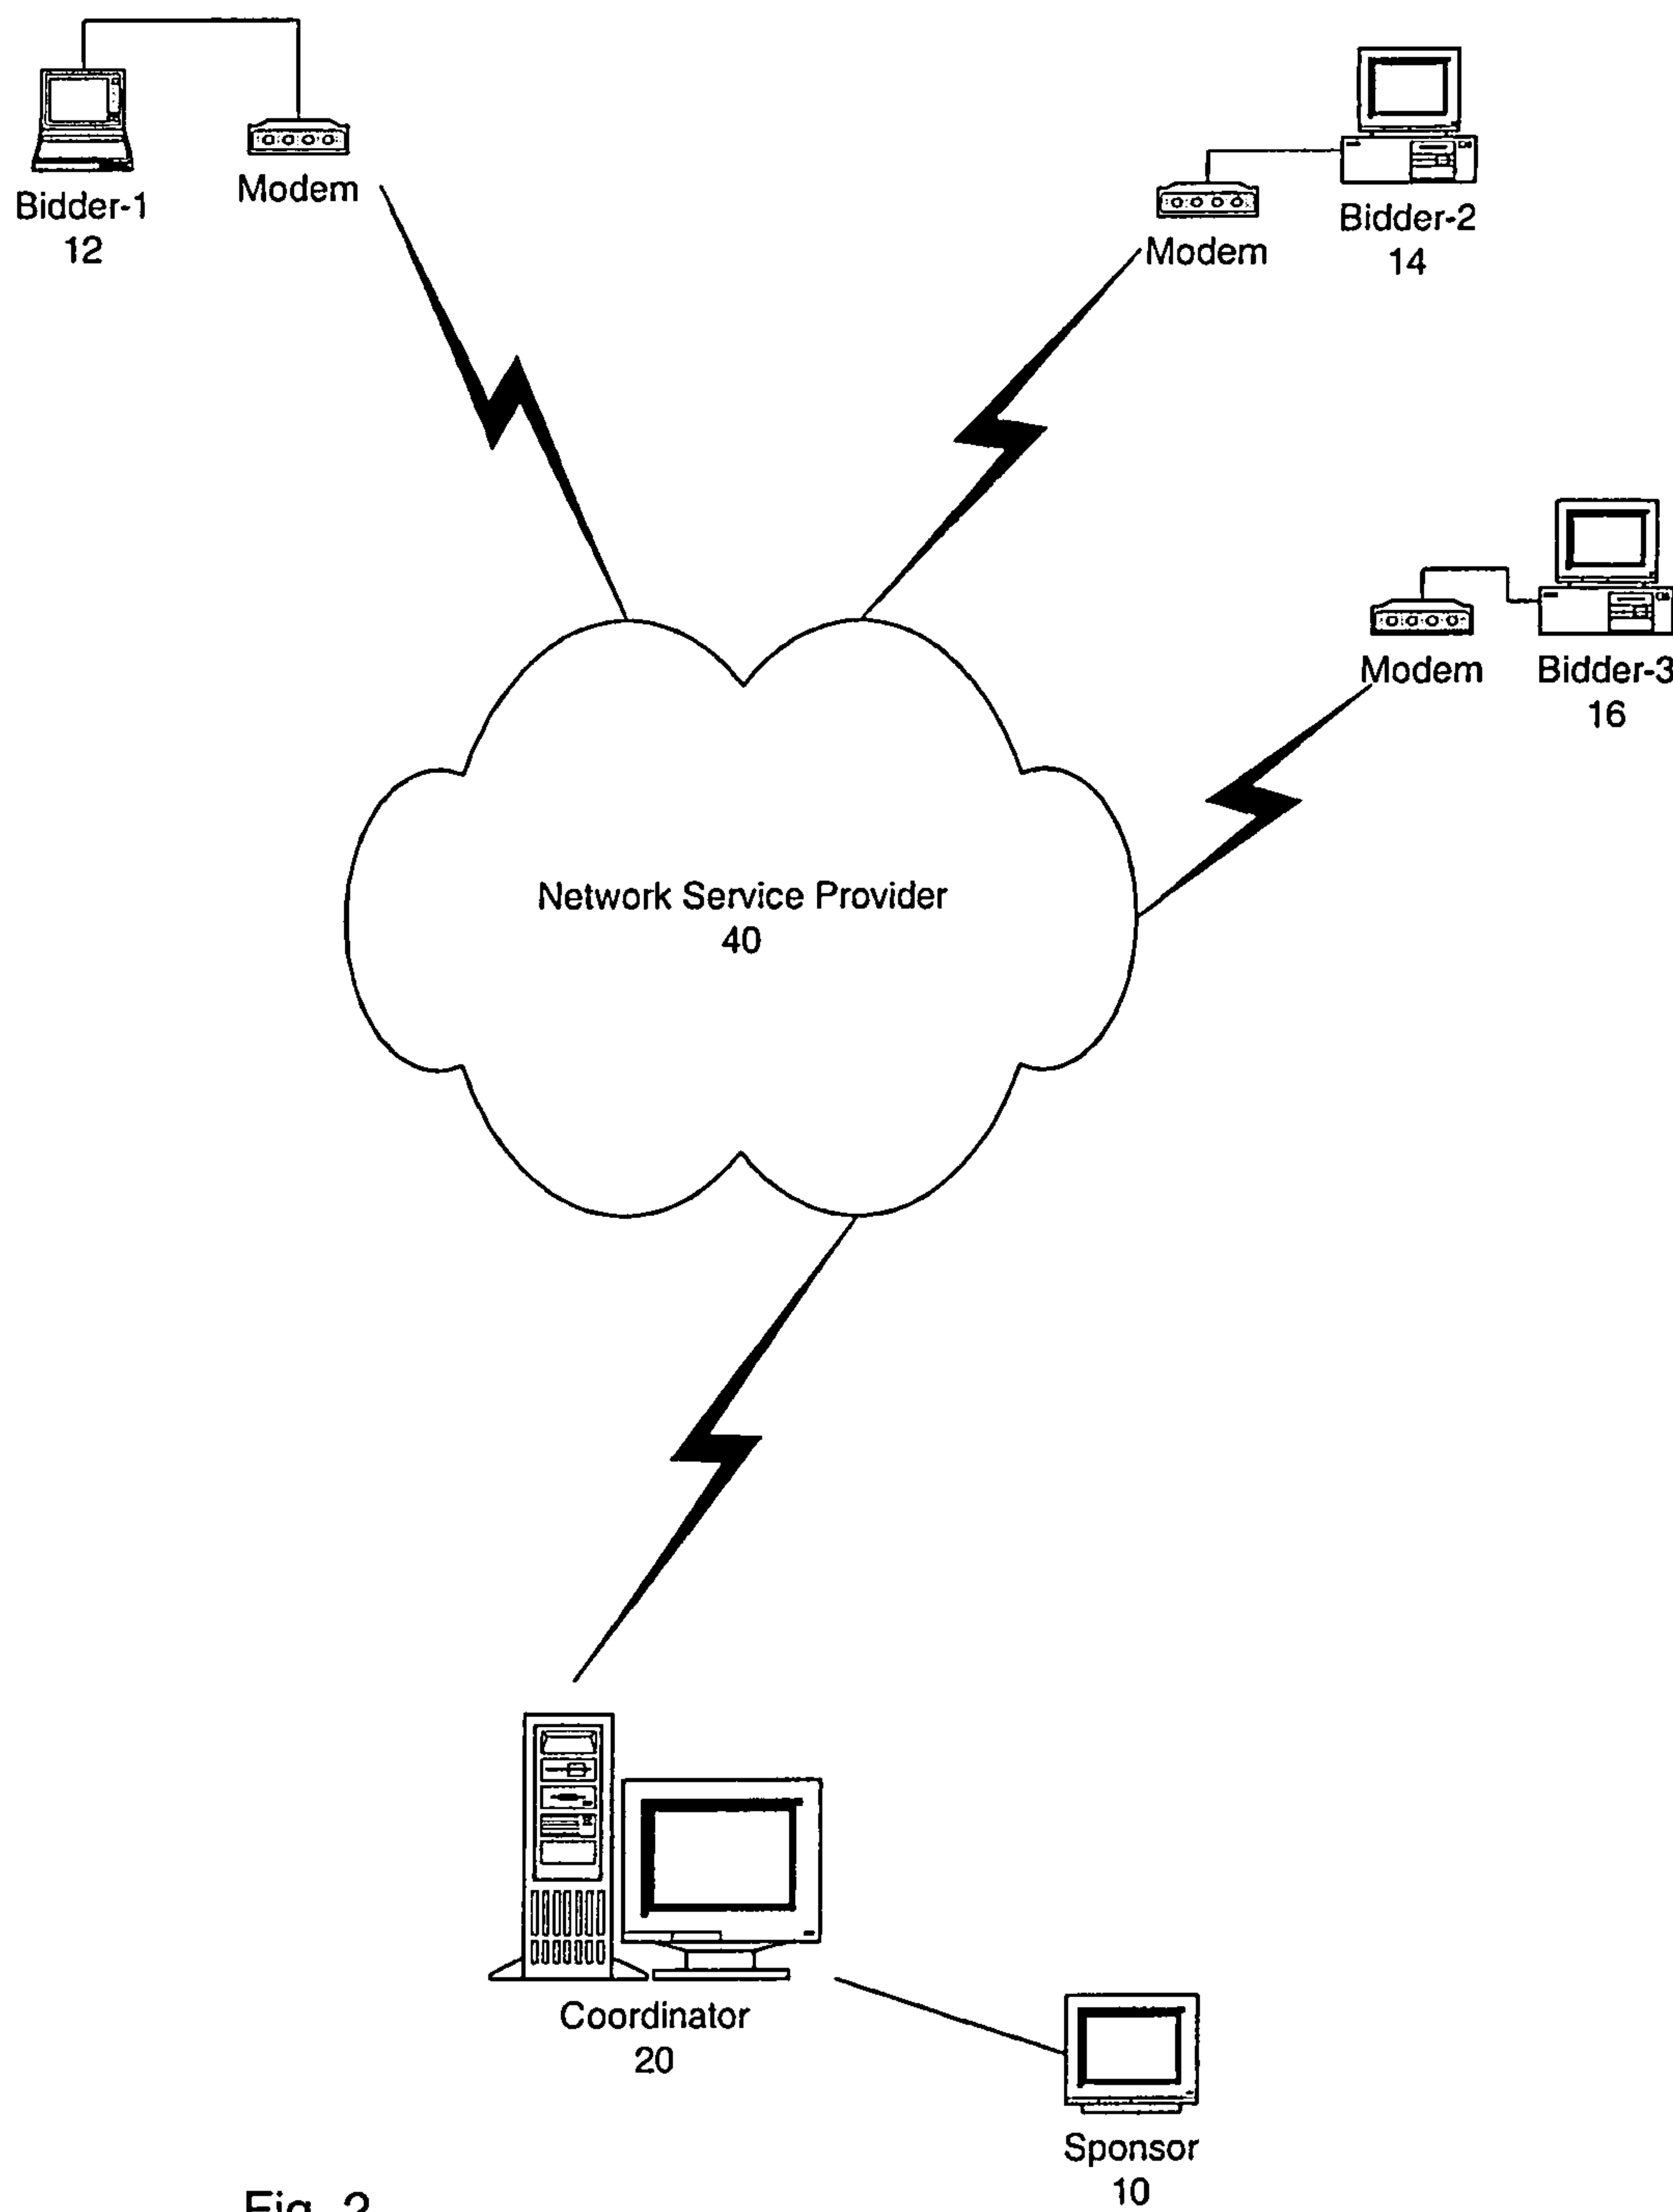 Bidder-1
12
Modem
Modem
Bidder-2
14
Modem
Bidder-3
16
Network Service Provider
40
Coordinator
20
Sponsor
10
Fig. 2